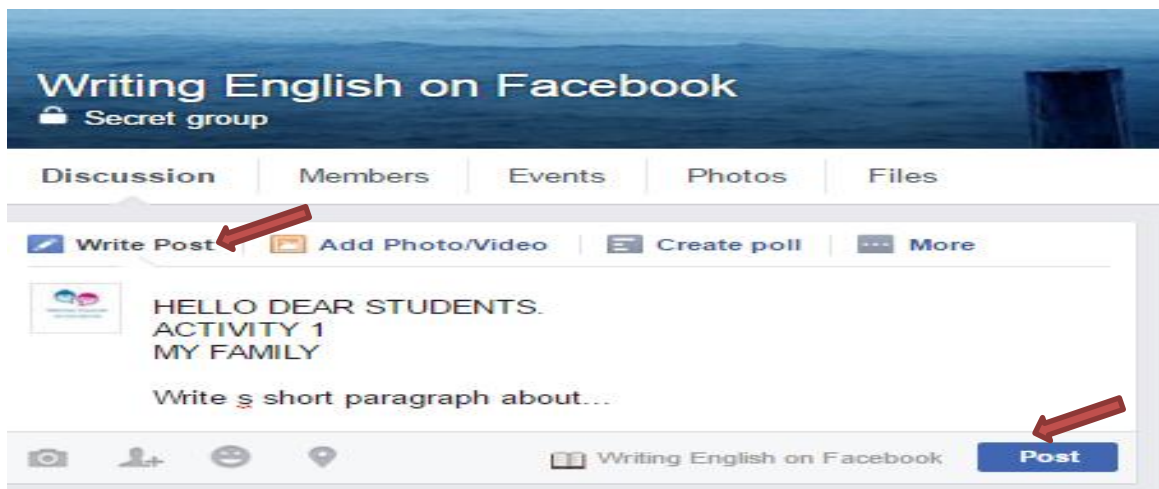 Writing English on Facebook
Secret group
Discussion Members Events Photos Files
Write Post Add Photo/Video Create poll More
HELLO DEAR STUDENTS.
ACTIVITY 1
MY FAMILY
Write s short paragraph about...
Writing English on Facebook Post